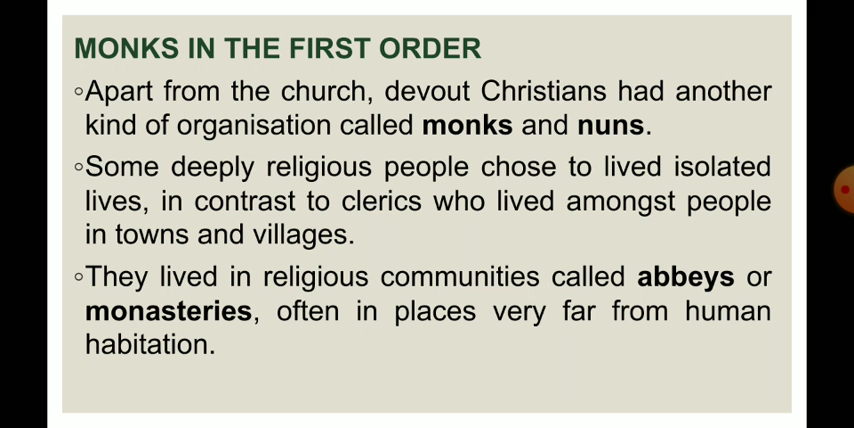 MONKS IN THE FIRST ORDER
◦Apart from the church, devout Christians had another
kind of organisation called monks and nuns.
◦Some deeply religious people chose to lived isolated
lives, in contrast to clerics who lived amongst people
in towns and villages.
◦They lived in religious communities called abbeys or
monasteries, often in places very far from human
habitation.